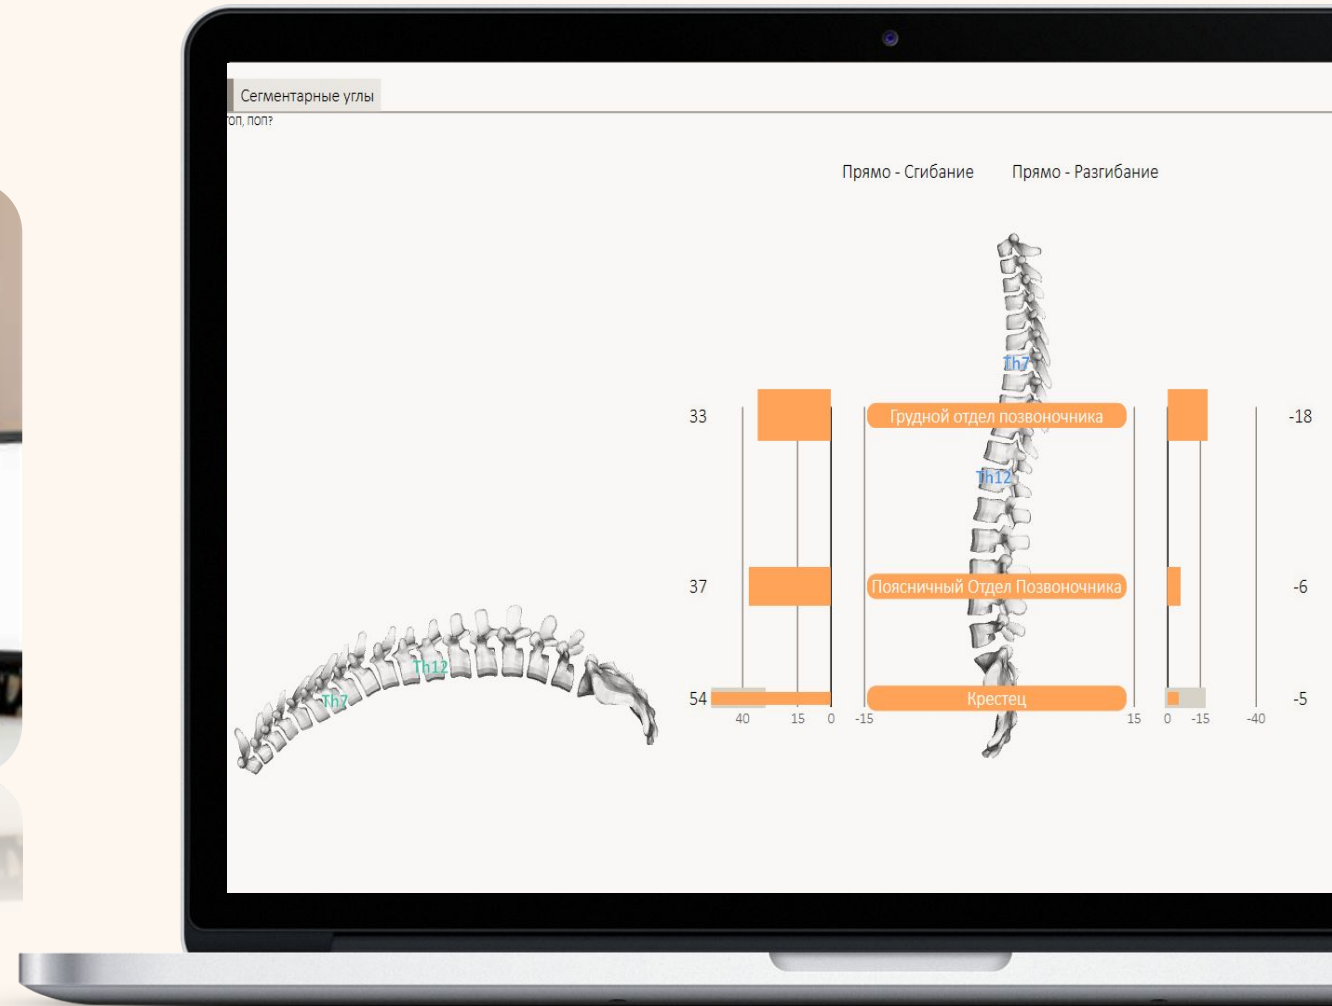 Сегментарные углы
ОП, ПОП?
Прямо - Сгибание Прямо - Разгибание
Th7
33 Грудной отдел позвоночника -18
Th12
37 Поясничный Отдел Позвоночника -6
Th12
Th7
54 Крестец -5
40 15 0 -15 15 0 -15 -40